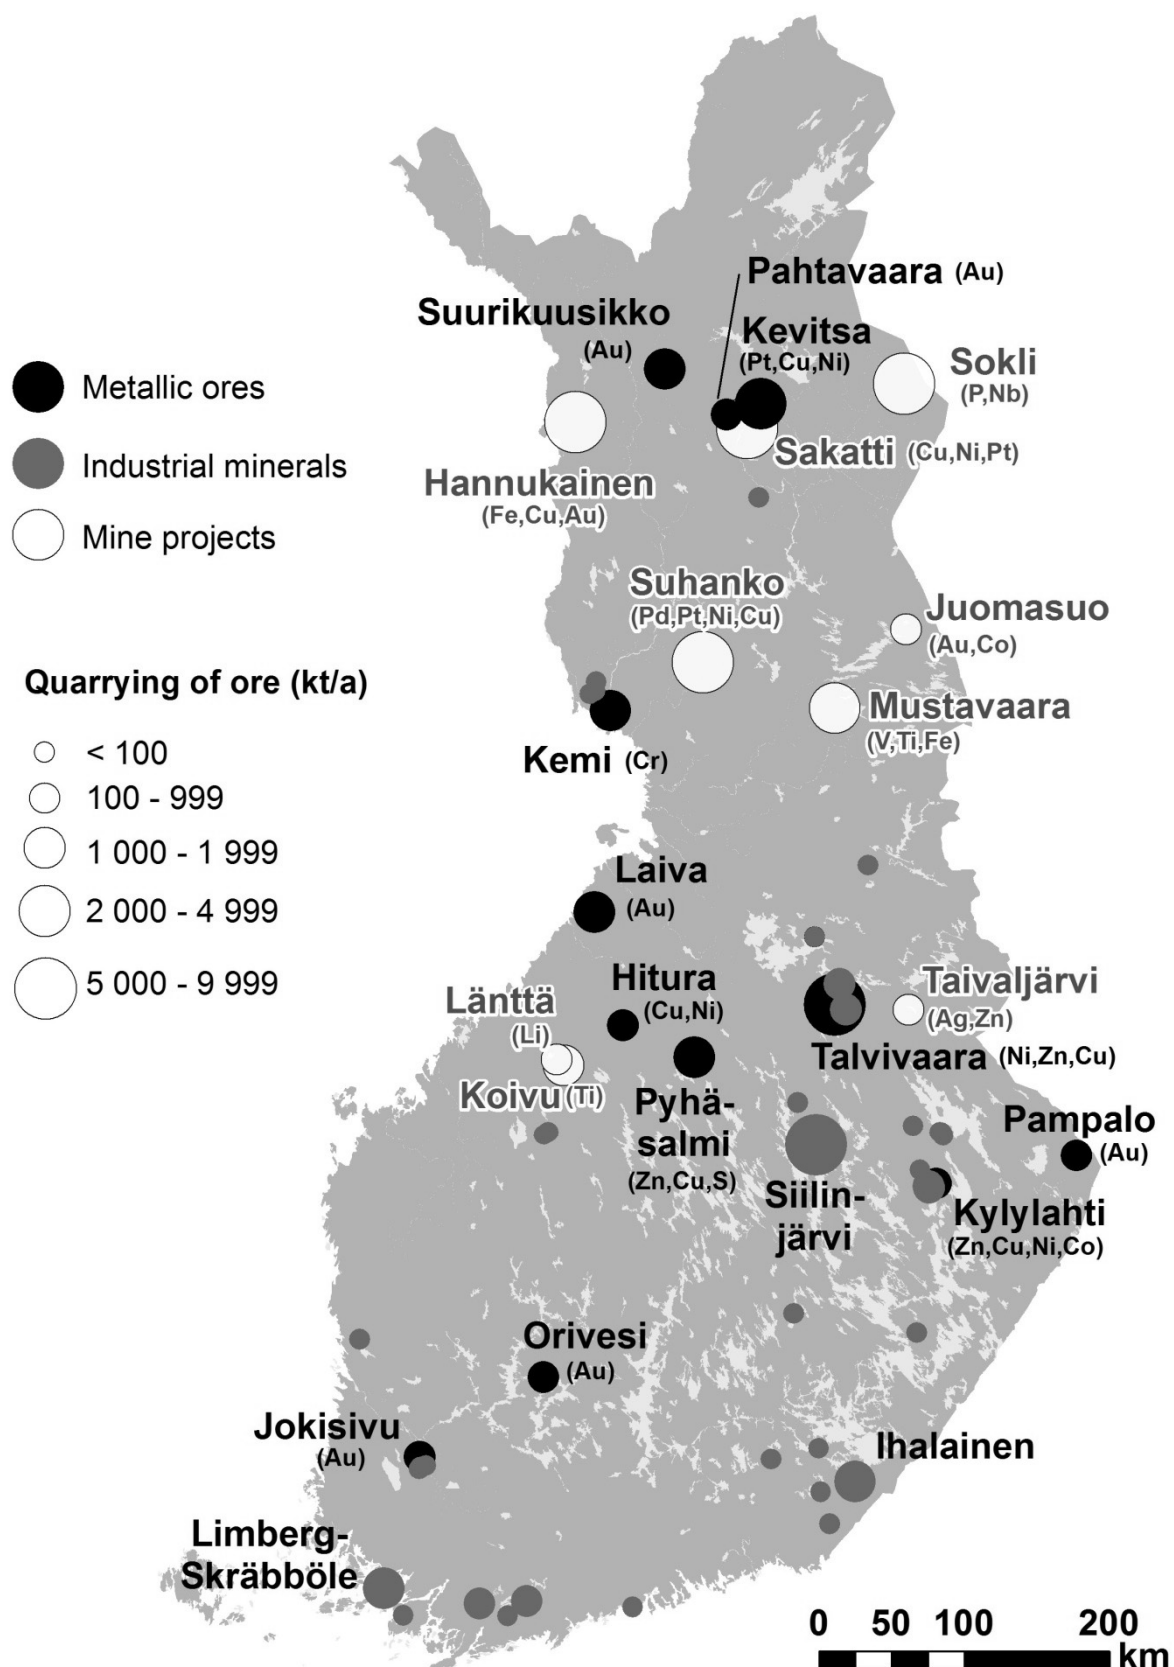 Pahtavaara (Au)
Suurikuusikko
(Au)
Kevitsa
(Pt,Cu,Ni)
Sokli
(P,Nb)
Metallic ores
Industrial minerals
Mine projects
Sakatti (Cu,Ni,Pt)
Hannukainen
(Fe,Cu,Au)
Suhanko
(Pd,Pt,Ni,Cu)
Juomasuo
(Au,Co)
Mustavaara
(V,Ti,Fe)
Kemi (Cr)
Quarrying of ore (kt/a)
< 100
100 - 999
1 000 - 1 999
2 000 - 4 999
5 000 - 9 999
Laiva
(Au)
Hitura
(Cu,Ni)
Länttä
(Li)
Koivu (Ti)
Taivaljärvi
(Ag,Zn)
Talvivaara (Ni,Zn,Cu)
Pyhä-
salmi
(Zn,Cu,S)
Pampalo
(Au)
Siilin-
järvi
Kylylahti
(Zn,Cu,Ni,Co)
Orivesi
(Au)
Jokisivu
(Au)
Ihalainen
Limberg-
Skräbböle
0 50 100 200
km